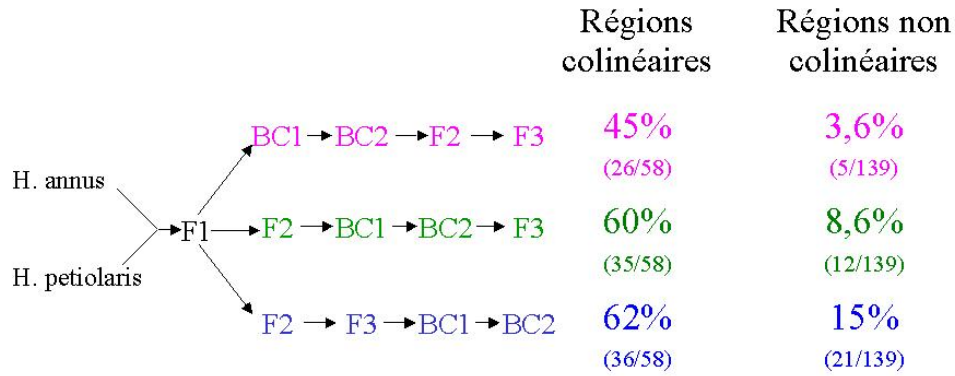 Régions colinéaires
Régions non colinéaires
BC1 BC2 F2 F3 45% 3,6%
(26/58) (5/139)
H. annus
F1 F2 BC1 BC2 F3 60% 8,6%
(35/58) (12/139)
H. petiolaris
F2 F3 BC1 BC2 62% 15%
(36/58) (21/139)